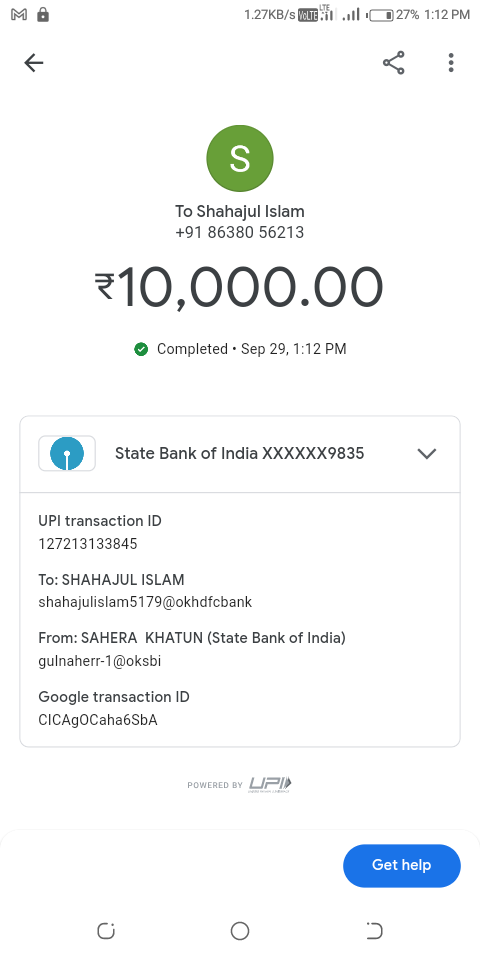 1.27KB/s VoLTE LTE 27% 1:12 PM
S
To Shahajul Islam
+91 86380 56213
₹10,000.00
Completed • Sep 29, 1:12 PM
State Bank of India XXXXXX9835
UPI transaction ID
127213133845
To: SHAHAJUL ISLAM
shahajulislam5179@okhdfcbank
From: SAHERA KHATUN (State Bank of India)
gulnaherr-1@oksbi
Google transaction ID
CICAgOCaha6SbA
POWERED BY UPI
Get help